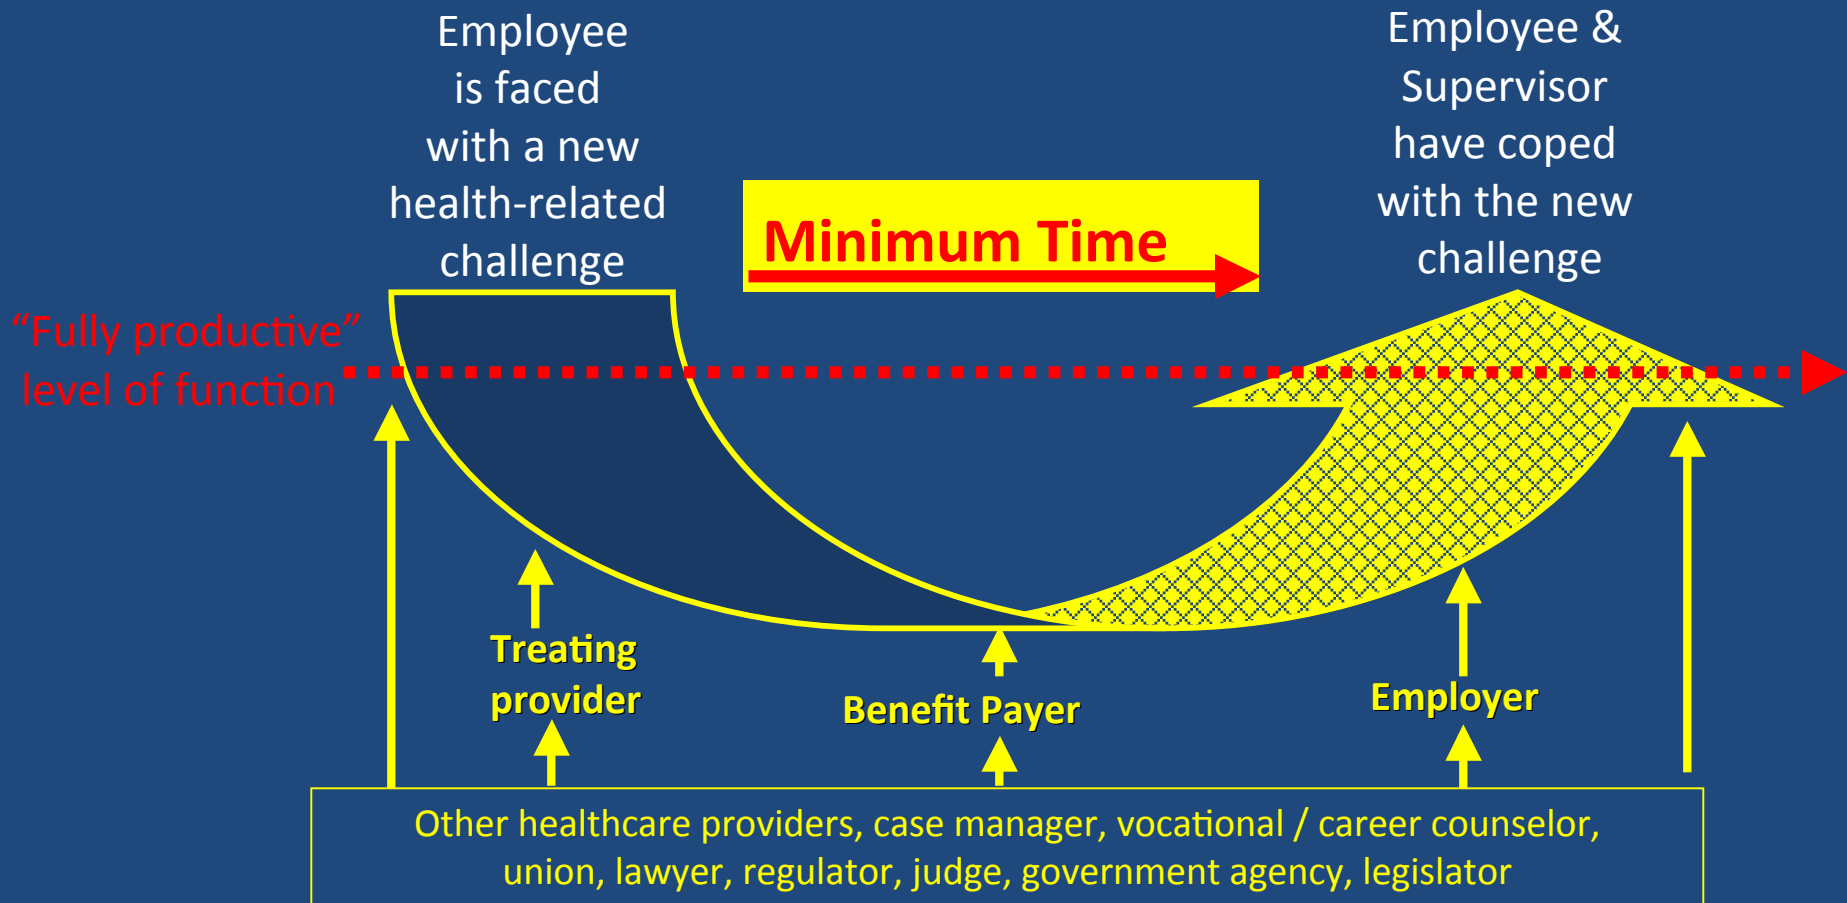 Employee
is faced
with a new
health-related
challenge
Minimum Time
Employee &
Supervisor
have coped
with the new
challenge
“Fully productive”
level of function
Treating
provider
Benefit Payer
Employer
Other healthcare providers, case manager, vocational / career counselor,
union, lawyer, regulator, judge, government agency, legislator